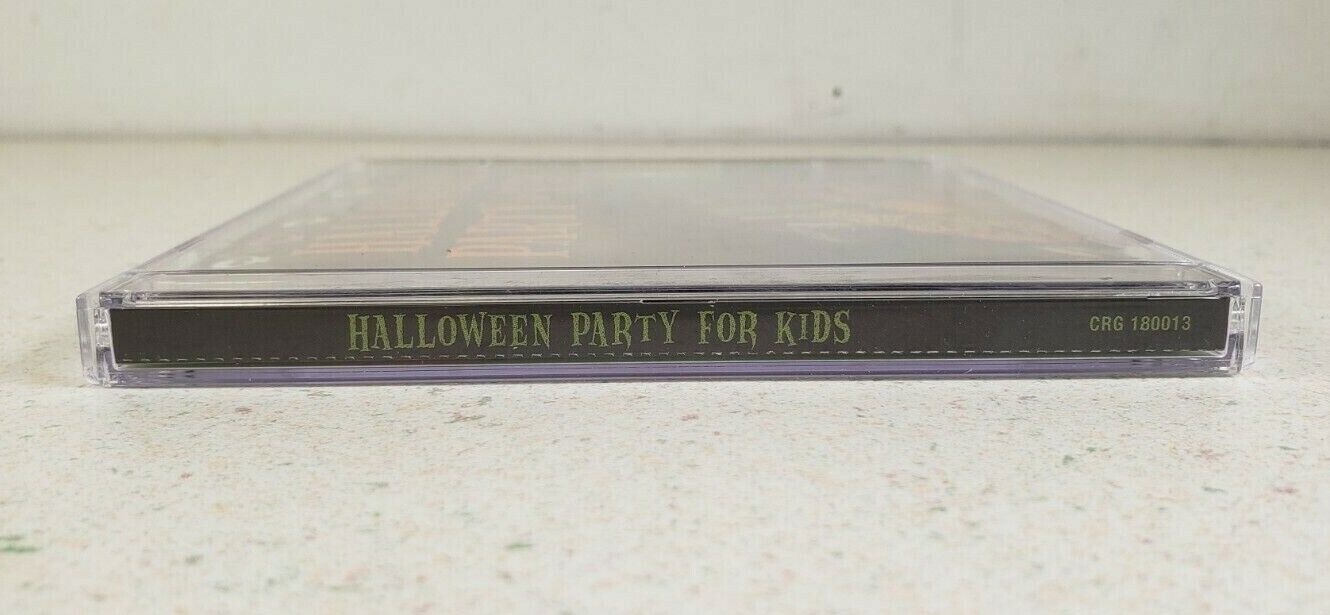 HALLOWEEN PARTY FOR KIDS CRG 180013